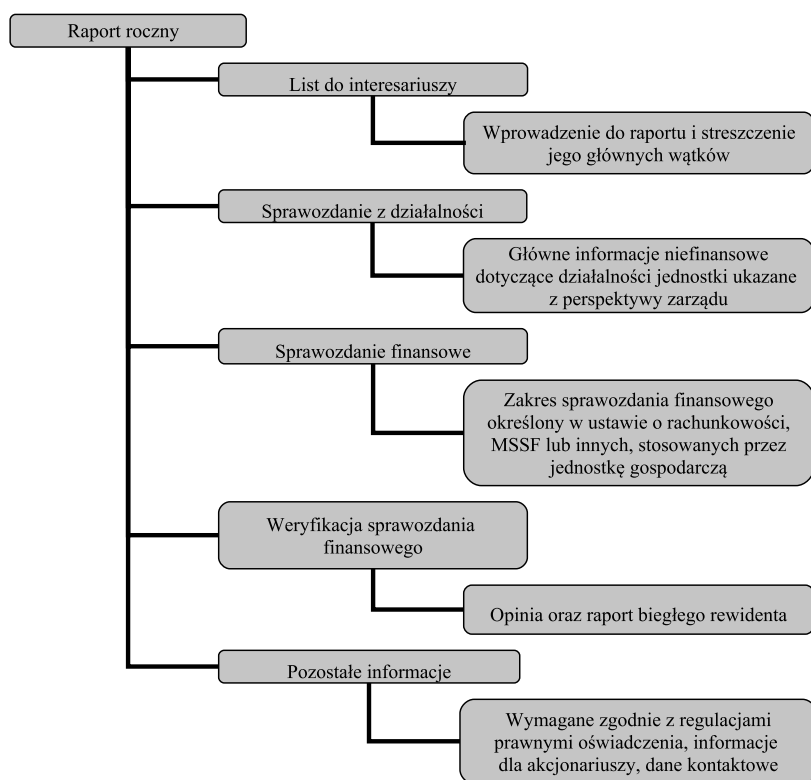 Raport roczny
List do interesariuszy
Wprowadzenie do raportu i streszczenie
jego głównych wątków
Sprawozdanie z działalności
Główne informacje niefinansowe
dotyczące działalności jednostki ukazane
z perspektywy zarządu
Sprawozdanie finansowe
Zakres sprawozdania finansowego
określony w ustawie o rachunkowości,
MSSF lub innych, stosowanych przez
jednostkę gospodarczą
Weryfikacja sprawozdania
finansowego
Opinia oraz raport biegłego rewidenta
Pozostałe informacje
Wymagane zgodnie z regulacjami
prawnymi oświadczenia, informacje
dla akcjonariuszy, dane kontaktowe